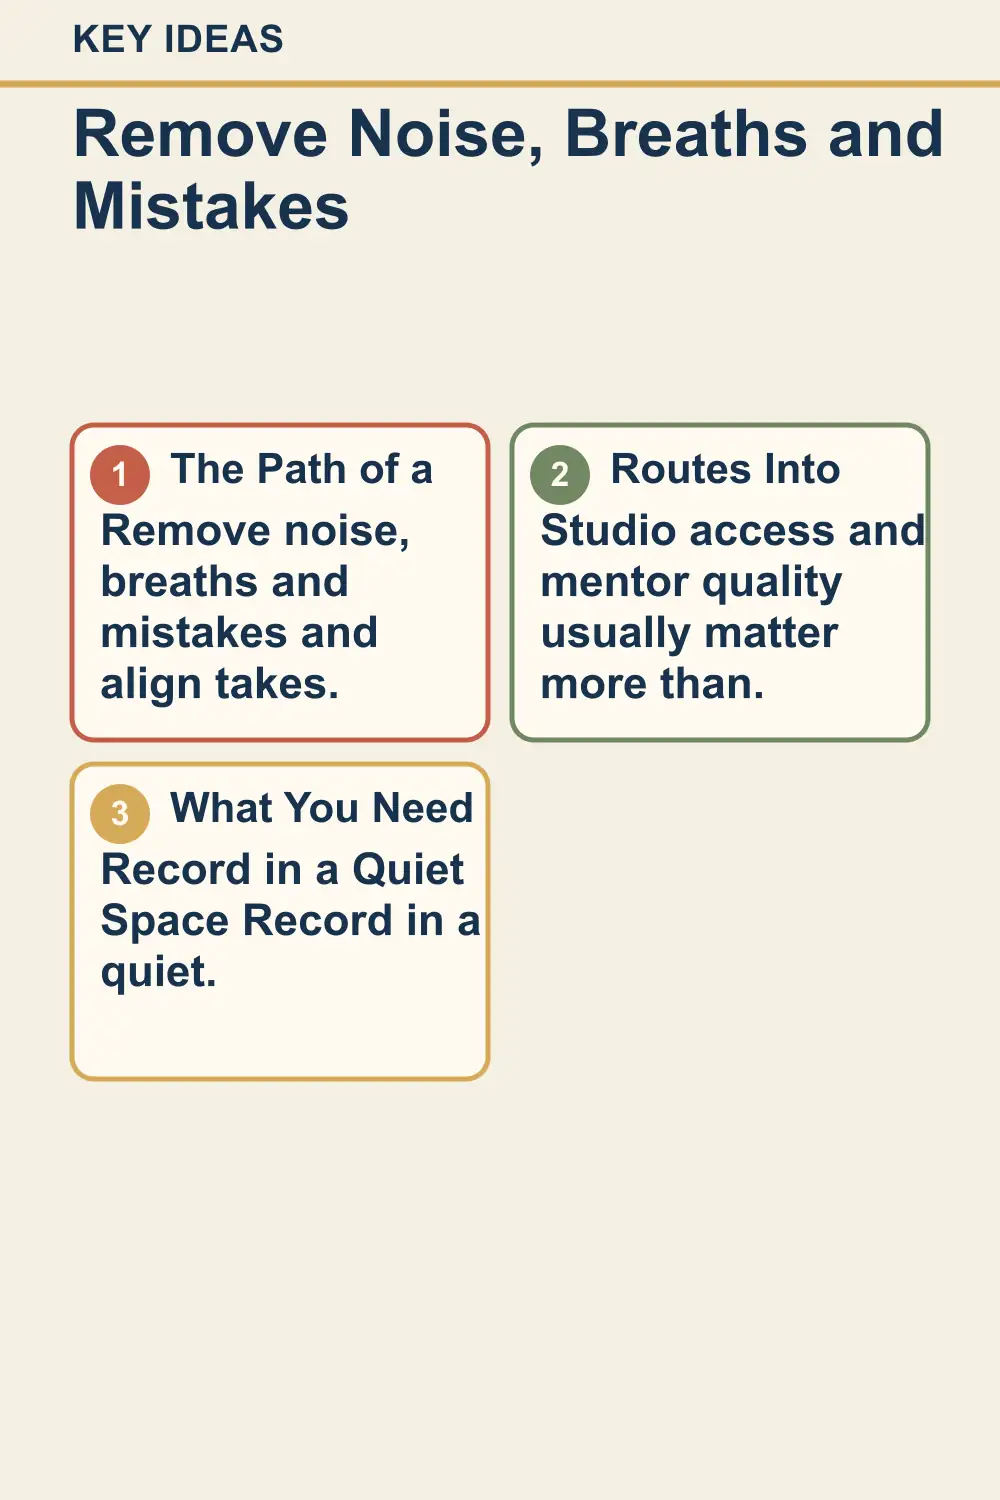 KEY IDEAS
Remove Noise, Breaths and
Mistakes
1 The Path of a
Remove noise,
breaths and
mistakes and
align takes.
2 Routes Into
Studio access and
mentor quality
usually matter
more than.
3 What You Need
Record in a Quiet
Space Record in a
quiet.